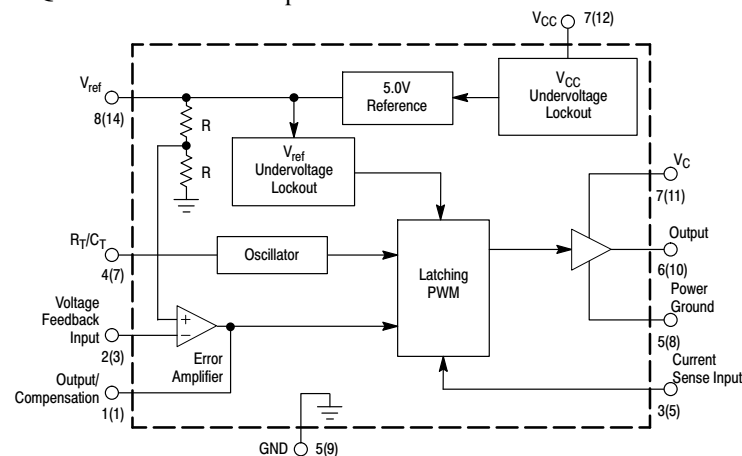 VCC 7(12)
Vref
8(14)
5.0V
Reference
VCC
Undervoltage
Lockout
R
R
Vref
Undervoltage
Lockout
VC
7(11)
RT/CT
4(7)
Oscillator
Latching
PWM
Output
6(10)
Voltage
Feedback
Input
2(3)
+
−
Error
Amplifier
Power
Ground
5(8)
Output/
Compensation
1(1)
Current
Sense Input
3(5)
GND 5(9)